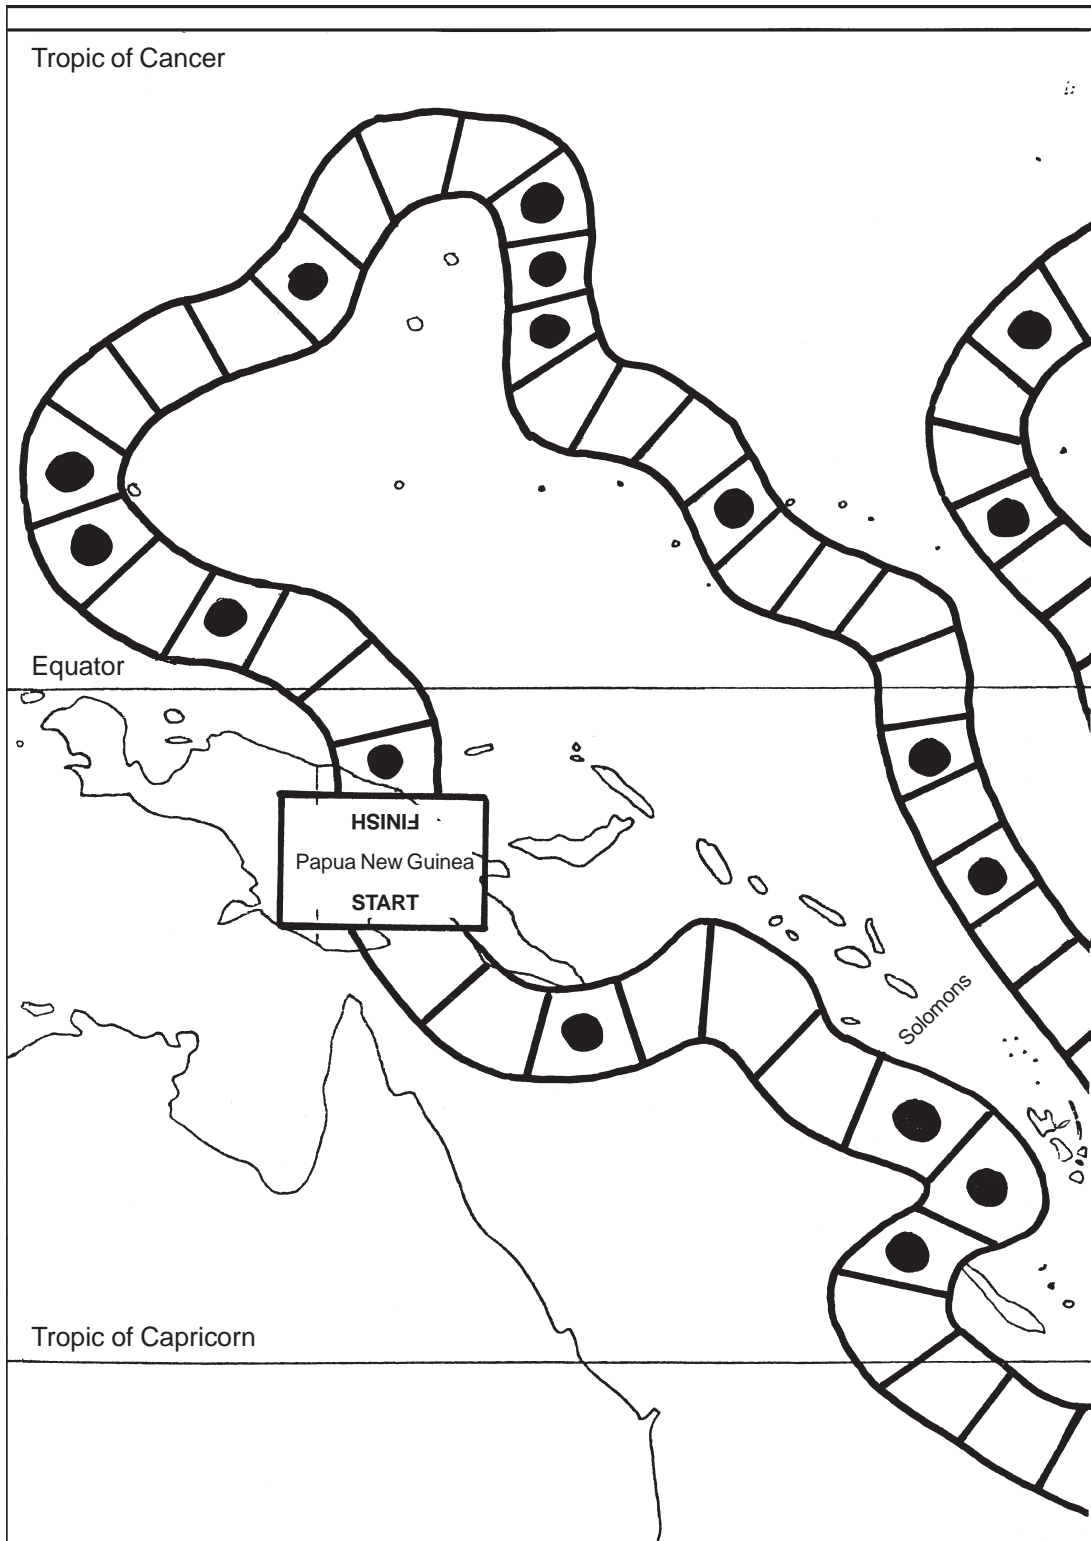 Tropic of Cancer
Equator
FINISH
Papua New Guinea
START
Solomons
Tropic of Capricorn